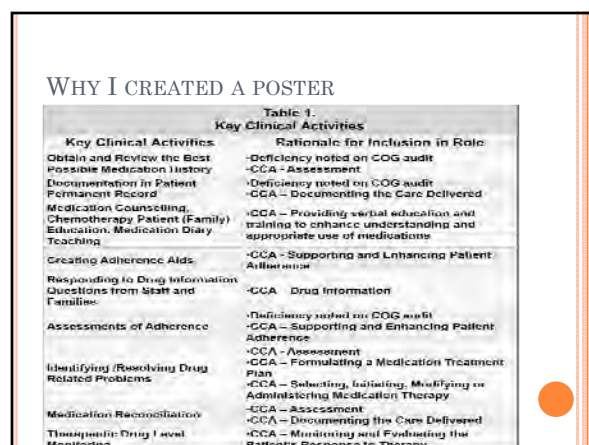 WHY I CREATED A POSTER
Table 1.
Key Clinical Activities
Key Clinical Activities Rationale for Inclusion in Role
Obtain and Review the Best
Possible Medication History
•Deficiency noted on COG audit
•CCA - Assessment
Documentation in Patient
Permanent Record
•Deficiency noted on COG audit
•CCA – Documenting the Care Delivered
Medication Counselling,
Chemotherapy Patient (Family)
Education, Medication Diary
Teaching
•CCA – Providing verbal education and
training to enhance understanding and
appropriate use of medications
Creating Adherence Aids
•CCA - Supporting and Enhancing Patient
Adherence
Responding to Drug Information
Questions from Staff and
Families
•CCA Drug Information
Assessments of Adherence
•Deficiency noted on COG audit
•CCA – Supporting and Enhancing Patient
Adherence
Identifying /Resolving Drug
Related Problems
•CCA - Assessment
•CCA – Formulating a Medication Treatment
Plan
•CCA – Selecting, Initiating, Modifying or
Administering Medication Therapy
Medication Reconciliation
•CCA – Assessment
•CCA – Documenting the Care Delivered
Therapeutic Drug Level
Monitoring
•CCA – Monitoring and Evaluating the
Patient's Response to Therapy